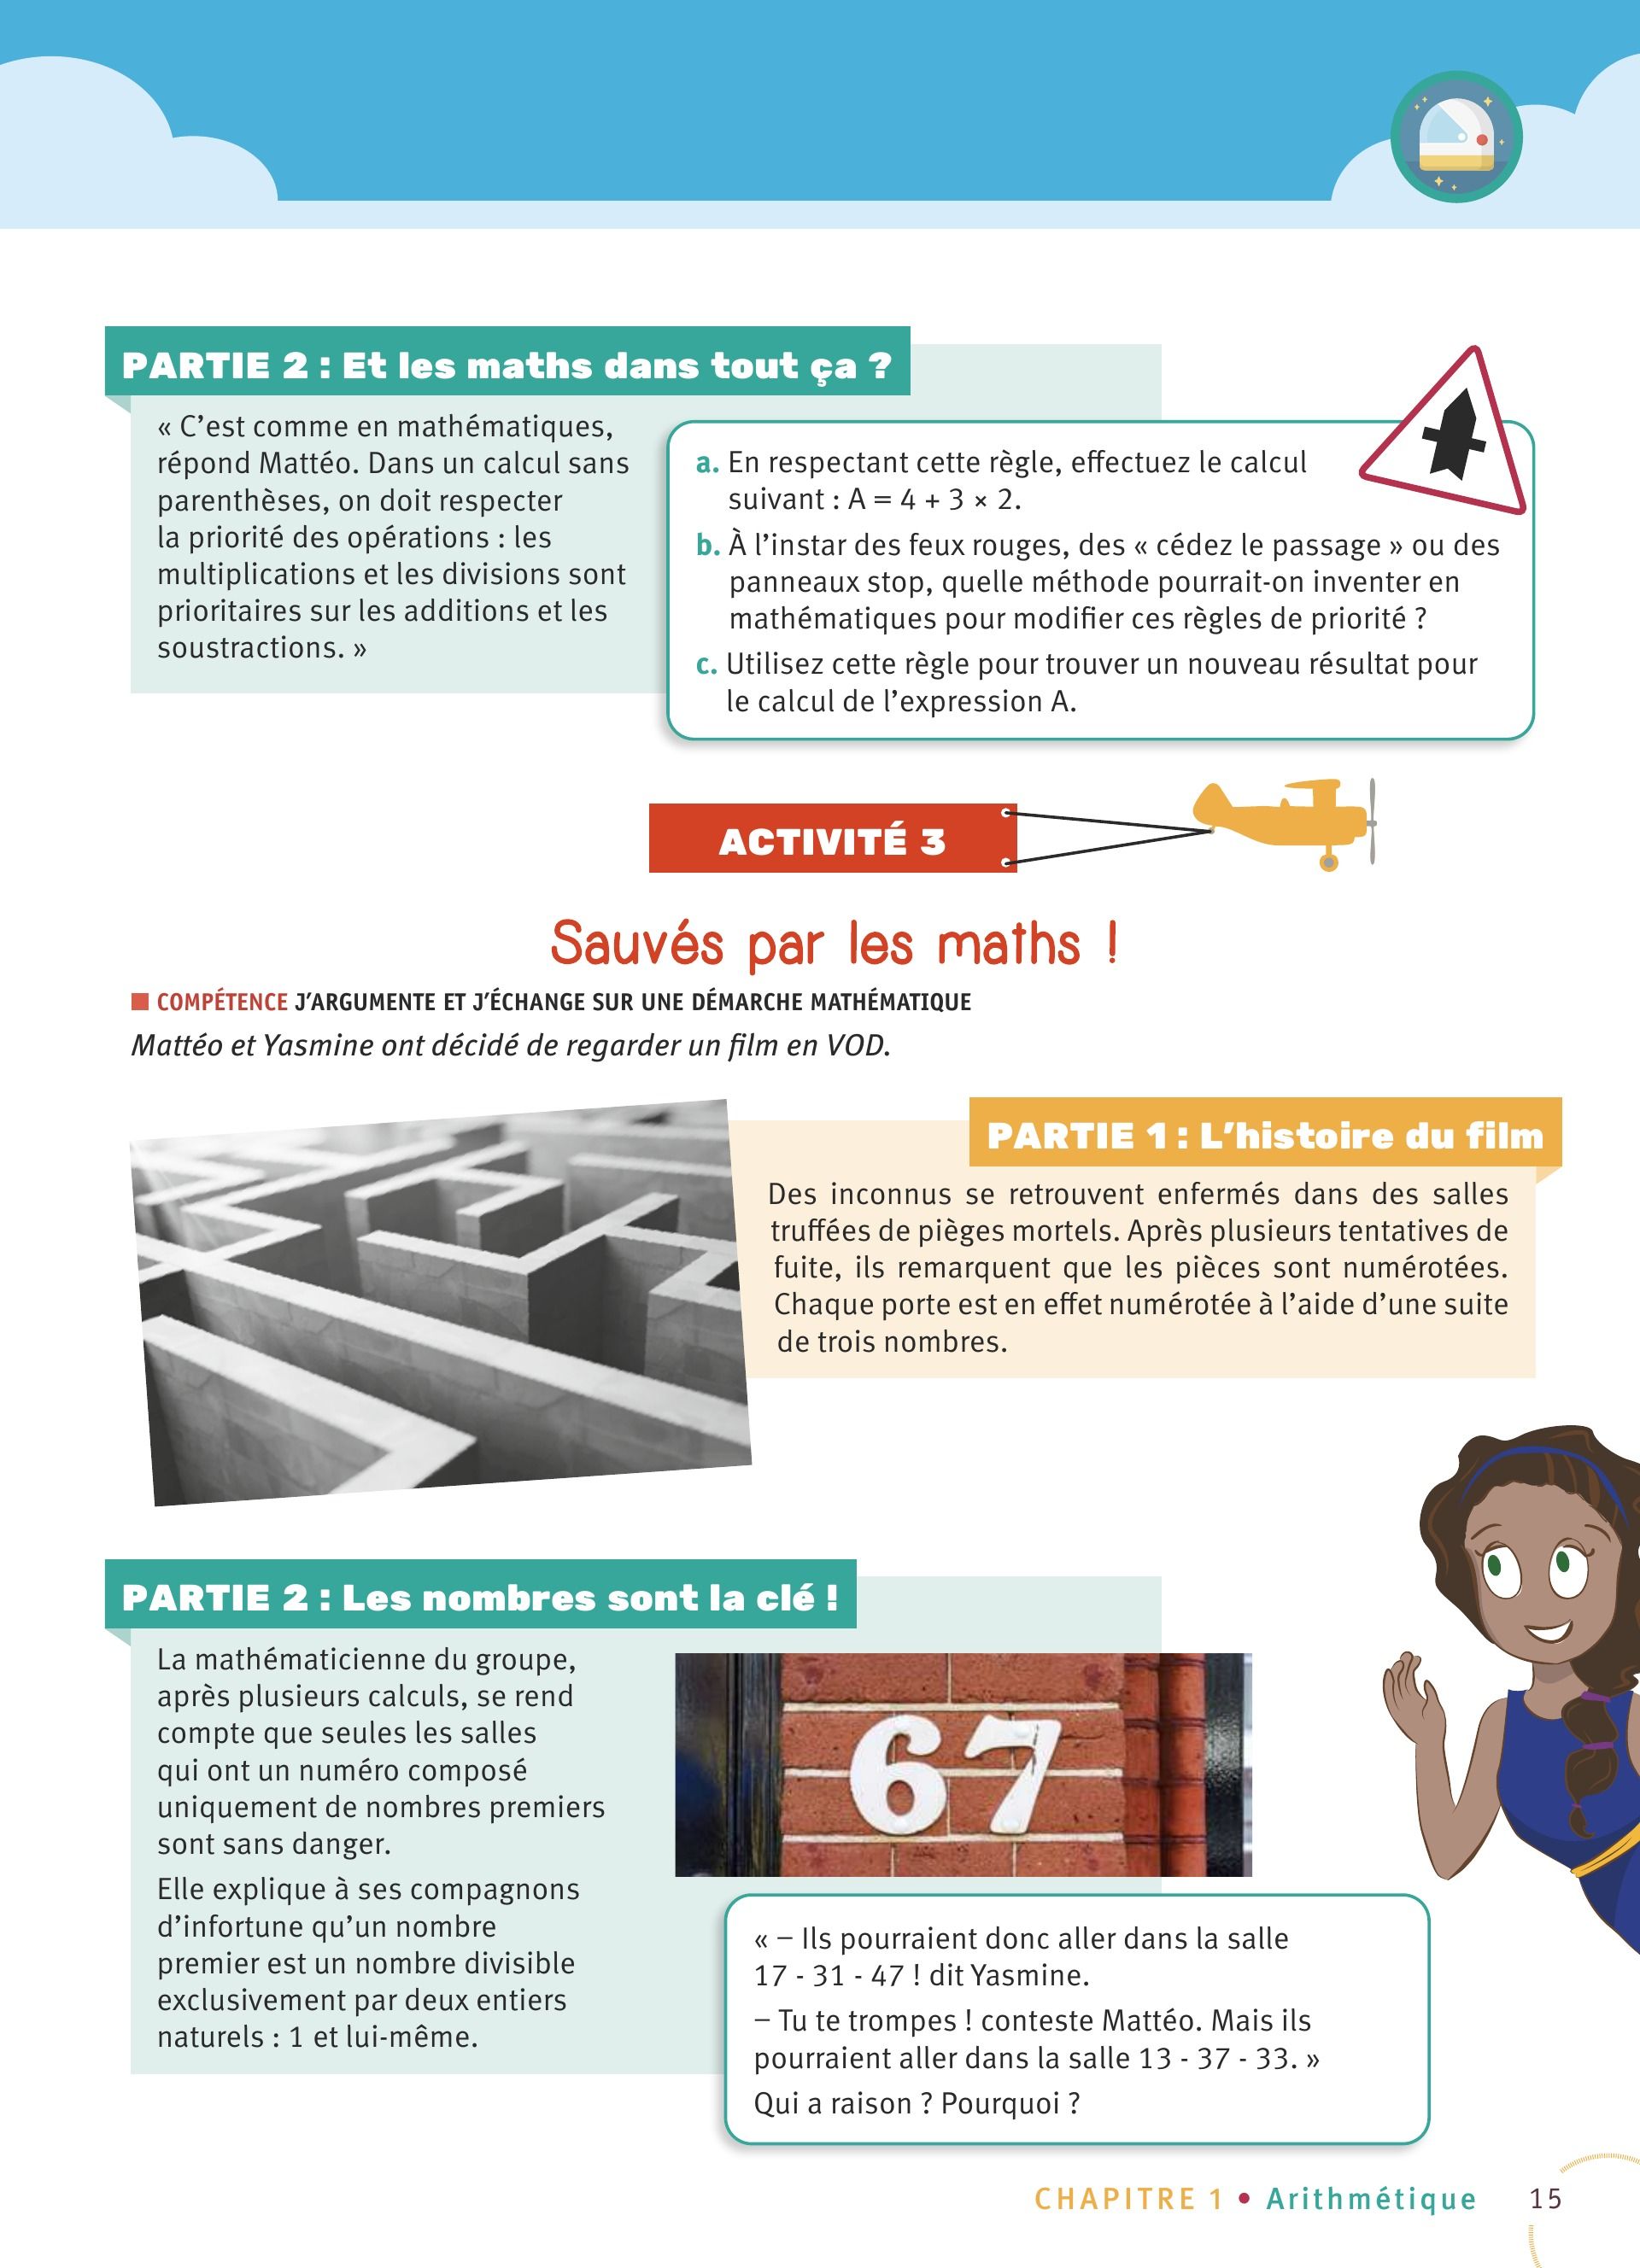 PARTIE 2 : Et les maths dans tout ça ?
« C’est comme en mathématiques,
répond Mattéo. Dans un calcul sans
parenthèses, on doit respecter
la priorité des opérations : les
multiplications et les divisions sont
prioritaires sur les additions et les
soustractions. »
a. En respectant cette règle, effectuez le calcul
suivant : A = 4 + 3 × 2.
b. À l’instar des feux rouges, des « cédez le passage » ou des
panneaux stop, quelle méthode pourrait-on inventer en
mathématiques pour modifier ces règles de priorité ?
c. Utilisez cette règle pour trouver un nouveau résultat pour
le calcul de l’expression A.
ACTIVITÉ 3
Sauvés par les maths !
COMPÉTENCE J’ARGUMENTE ET J’ÉCHANGE SUR UNE DÉMARCHE MATHÉMATIQUE
Mattéo et Yasmine ont décidé de regarder un film en VOD.
PARTIE 1 : L’histoire du film
Des inconnus se retrouvent enfermés dans des salles
truffées de pièges mortels. Après plusieurs tentatives de
fuite, ils remarquent que les pièces sont numérotées.
Chaque porte est en effet numérotée à l’aide d’une suite
de trois nombres.
PARTIE 2 : Les nombres sont la clé !
La mathématicienne du groupe,
après plusieurs calculs, se rend
compte que seules les salles
qui ont un numéro composé
uniquement de nombres premiers
sont sans danger.
Elle explique à ses compagnons
d’infortune qu’un nombre
premier est un nombre divisible
exclusivement par deux entiers
naturels : 1 et lui-même.
67
« – Ils pourraient donc aller dans la salle
17 - 31 - 47 ! dit Yasmine.
– Tu te trompes ! conteste Mattéo. Mais ils
pourraient aller dans la salle 13 - 37 - 33. »
Qui a raison ? Pourquoi ?
CHAPITRE 1 • Arithmétique 15